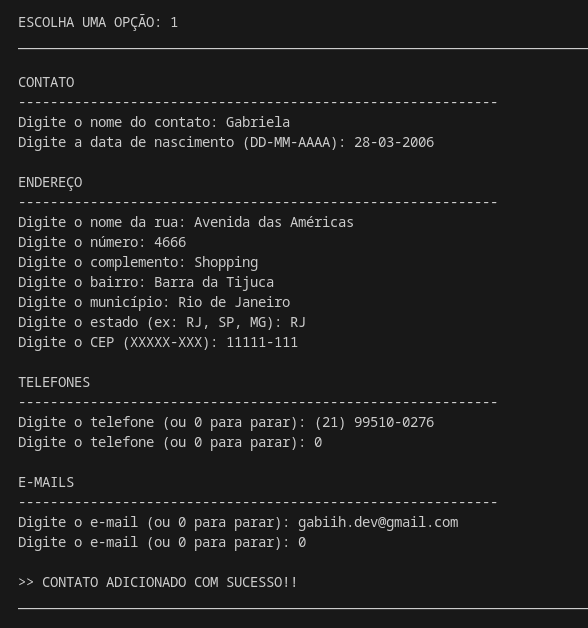 ESCOLHA UMA OPÇÃO: 1
CONTATO
------------------------------------------------------------
Digite o nome do contato: Gabriela
Digite a data de nascimento (DD-MM-AAAA): 28-03-2006
ENDEREÇO
------------------------------------------------------------
Digite o nome da rua: Avenida das Américas
Digite o número: 4666
Digite o complemento: Shopping
Digite o bairro: Barra da Tijuca
Digite o município: Rio de Janeiro
Digite o estado (ex: RJ, SP, MG): RJ
Digite o CEP (XXXXX-XXX): 11111-111
TELEFONES
------------------------------------------------------------
Digite o telefone (ou 0 para parar): (21) 99510-0276
Digite o telefone (ou 0 para parar): 0
E-MAILS
------------------------------------------------------------
Digite o e-mail (ou 0 para parar): gabiih.dev@gmail.com
Digite o e-mail (ou 0 para parar): 0
>> CONTATO ADICIONADO COM SUCESSO!!